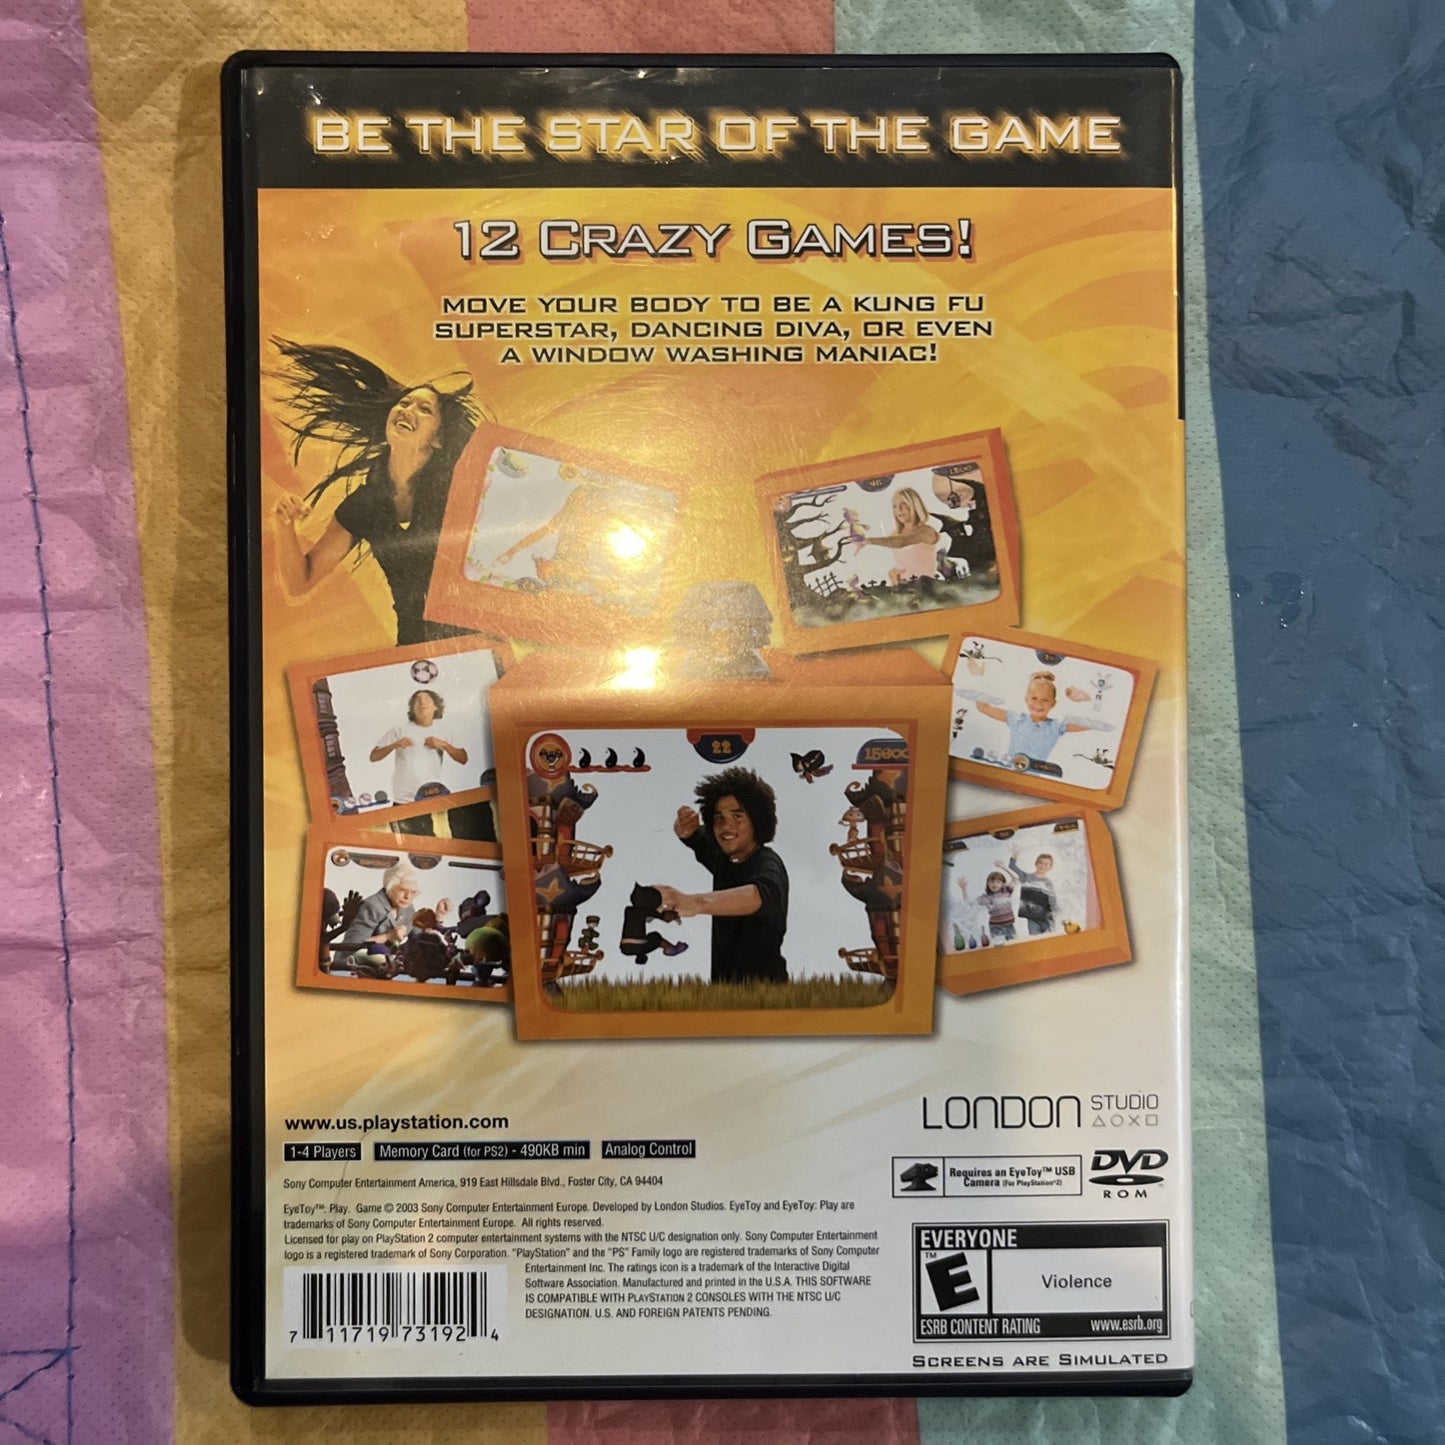 BE THE STAR OF THE GAME
12 CRAZY GAMES!
MOVE YOUR BODY TO BE A KUNG FU
SUPERSTAR, DANCING DIVA, OR EVEN
A WINDOW WASHING MANIAC!
46
1200
22
15600
www.us.playstation.com
1-4 Players
Memory Card (for PS2) - 490KB min
Analog Control
LONDON STUDIO
Requires an EyeToy™ USB
Camera (For PlayStation®2)
DVD
ROM
Sony Computer Entertainment America, 919 East Hillsdale Blvd., Foster City, CA 94404
EyeToy™: Play. Game © 2003 Sony Computer Entertainment Europe. Developed by London Studios. EyeToy and EyeToy: Play are
trademarks of Sony Computer Entertainment Europe. All rights reserved.
Licensed for play on PlayStation 2 computer entertainment systems with the NTSC U/C designation only. Sony Computer Entertainment
logo is a registered trademark of Sony Corporation. "PlayStation" and the "PS" Family logo are registered trademarks of Sony Computer
Entertainment Inc. The ratings icon is a trademark of the Interactive Digital
Software Association. Manufactured and printed in the U.S.A. THIS SOFTWARE
IS COMPATIBLE WITH PLAYSTATION 2 CONSOLES WITH THE NTSC U/C
DESIGNATION. U.S. AND FOREIGN PATENTS PENDING.
7 11719 73192 4
EVERYONE
E
TM
Violence
ESRB CONTENT RATING www.esrb.org
SCREENS ARE SIMULATED